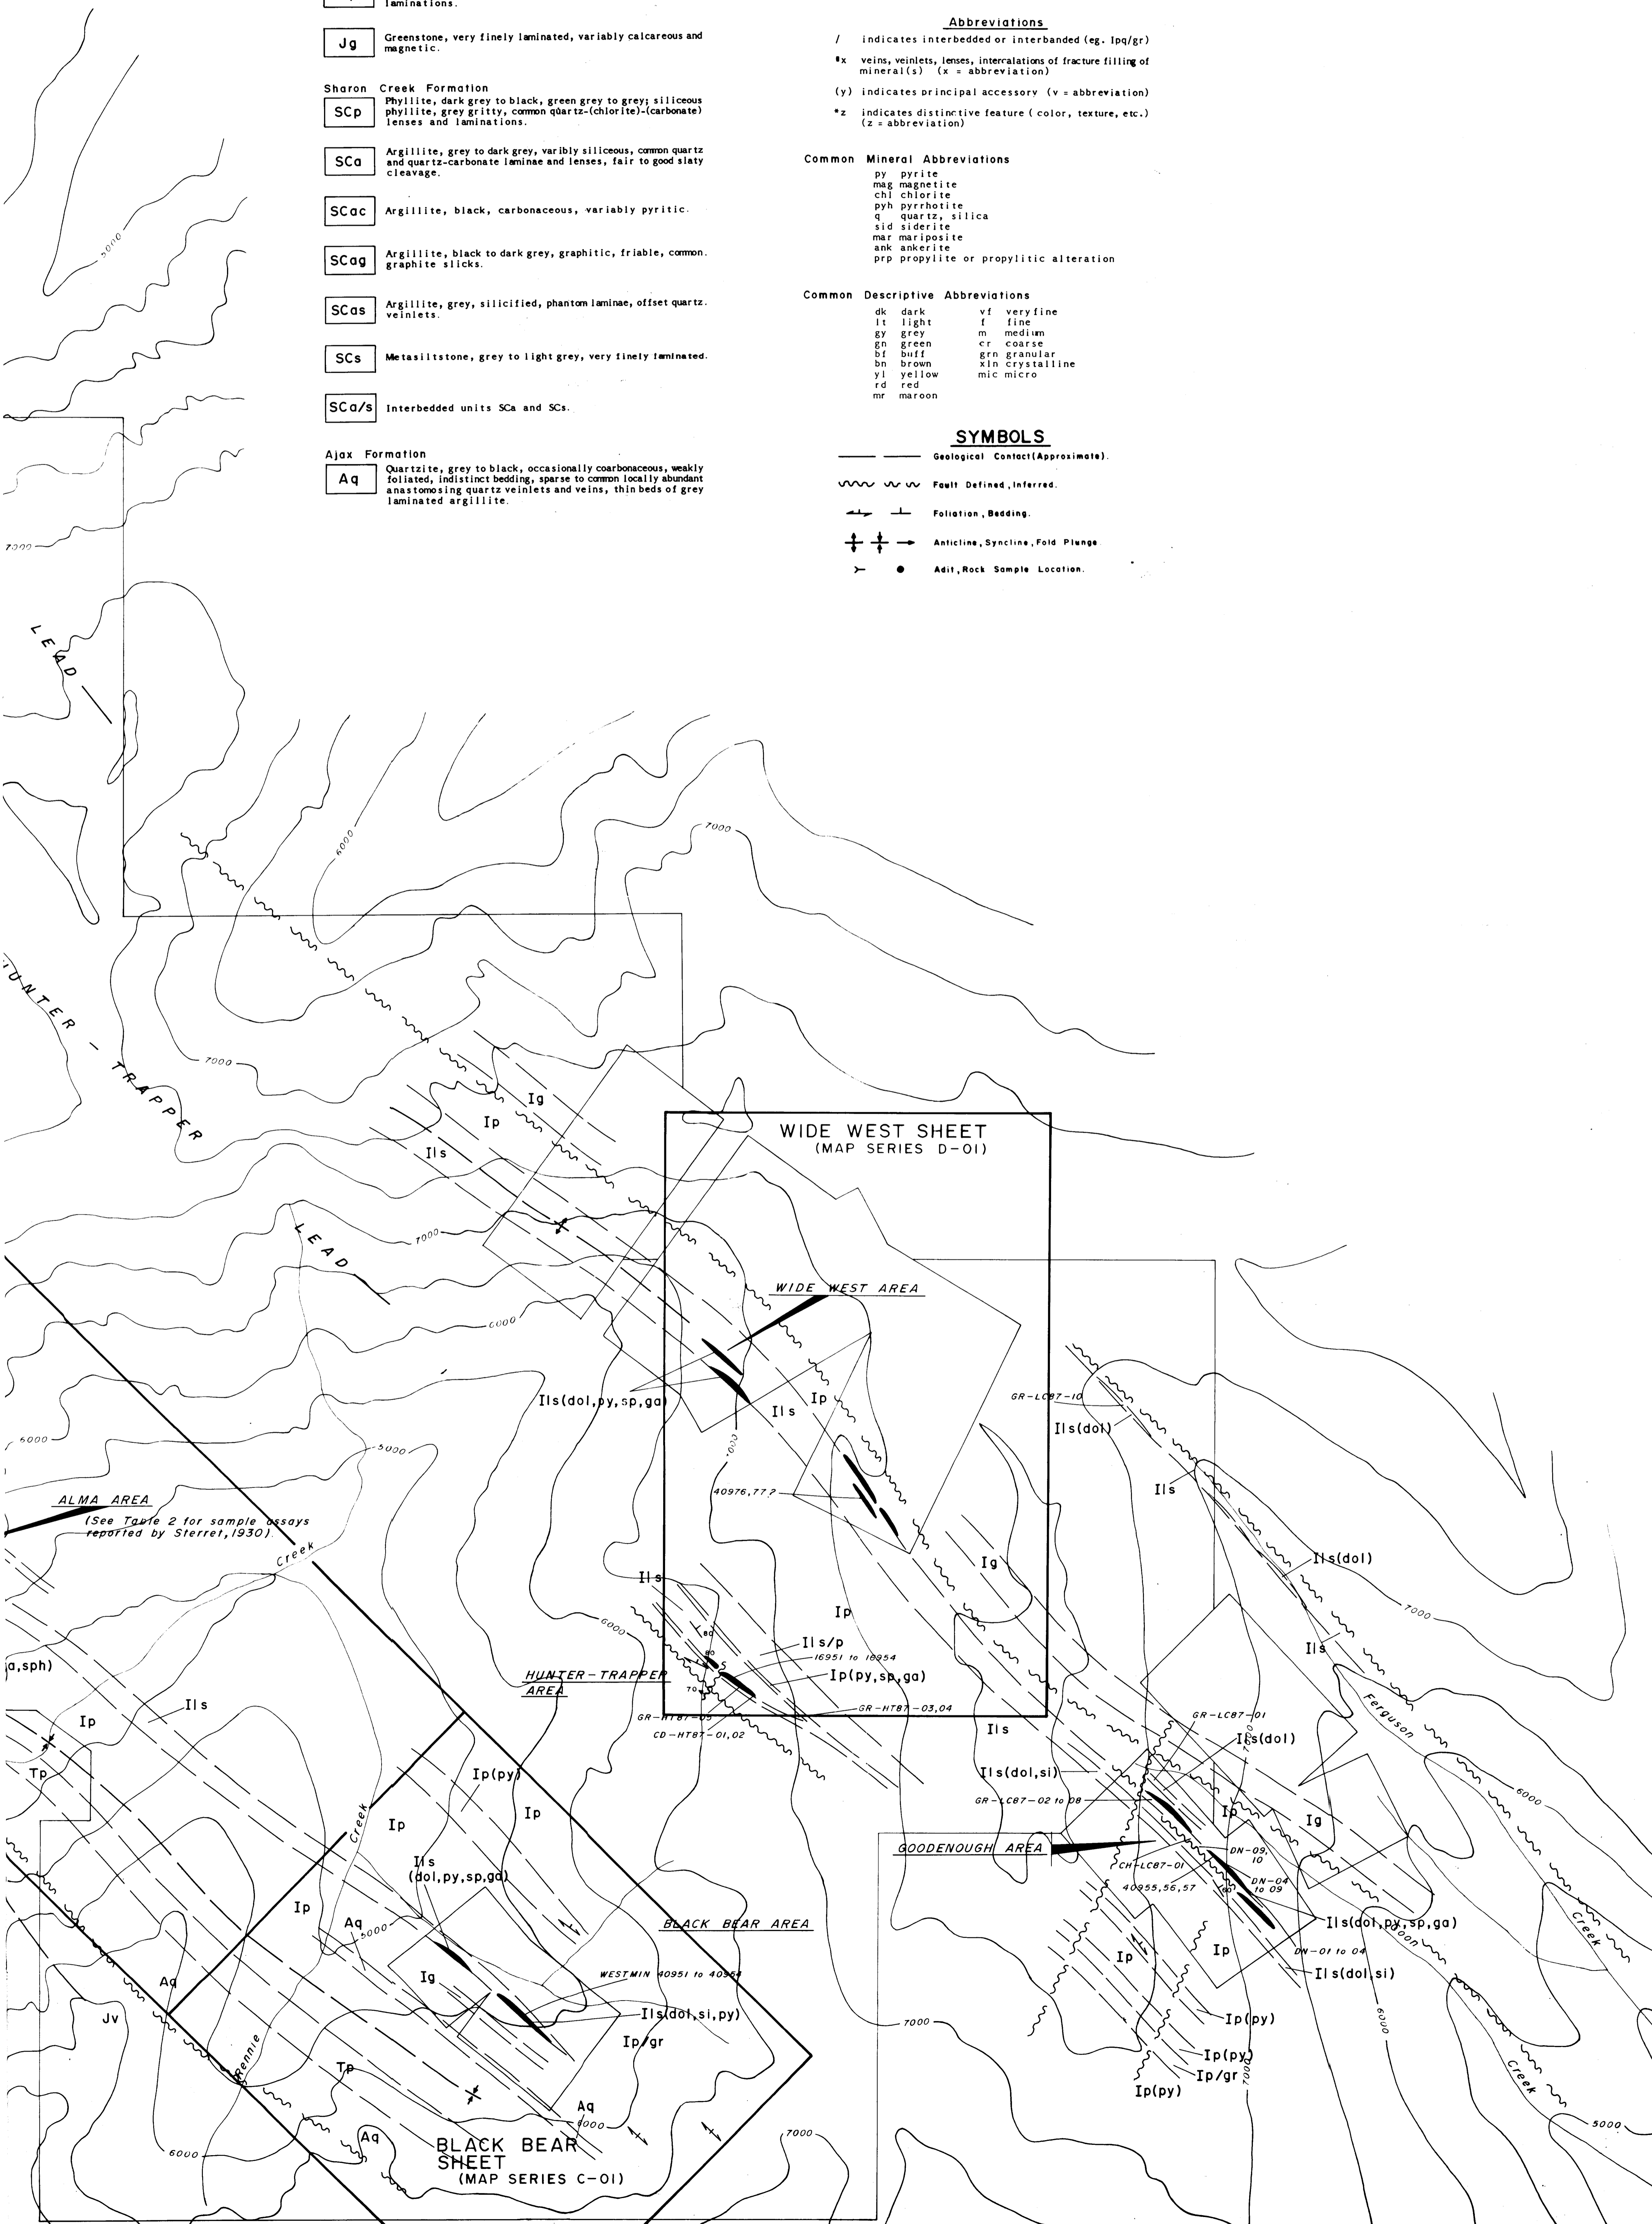 laminations.
Jg Greenstone, very finely laminated, variably calcareous and
magnetic.
Sharon Creek Formation
SCp Phyllite, dark grey to black, green grey to grey; siliceous
phyllite, grey gritty, common quartz-(chlorite)-(carbonate)
lenses and laminations.
SCa Argillite, grey to dark grey, varibly siliceous, common quartz
and quartz-carbonate laminae and lenses, fair to good slaty
cleavage.
SCac Argillite, black, carbonaceous, variably pyritic.
SCag Argillite, black to dark grey, graphitic, friable, common.
graphite slicks.
SCas Argillite, grey, silicified, phantom laminae, offset quartz.
veinlets.
SCs Metasiltstone, grey to light grey, very finely laminated.
SCa/s Interbedded units SCa and SCs.
Ajax Formation
Aq Quartzite, grey to black, occasionally coarbonaceous, weakly
foliated, indistinct bedding, sparse to common locally abundant
anastomosing quartz veinlets and veins, thin beds of grey
laminated argillite.
Abbreviations
/ indicates interbedded or interbanded (eg. Ipq/gr)
*x veins, veinlets, lenses, intercalations of fracture filling of
mineral(s) (x = abbreviation)
(y) indicates principal accessory (v = abbreviation)
*z indicates distinctive feature ( color, texture, etc.)
(z = abbreviation)
Common Mineral Abbreviations
py pyrite
mag magnetite
chl chlorite
pyh pyrrhotite
q quartz, silica
sid siderite
mar mariposite
ank ankerite
prp propylite or propylitic alteration
Common Descriptive Abbreviations
dk dark vf very fine
lt light f fine
gy grey m medium
gn green cr coarse
bf buff grn granular
bn brown xln crystalline
yl yellow mic micro
rd red
mr maroon
SYMBOLS
Geological Contact(Approximate).
Fault Defined, Inferred.
Foliation, Bedding.
Anticline, Syncline, Fold Plunge
Adit, Rock Sample Location.
5000
7000
LEAD
6000
7000
HUNTER - TRAPPER
7000
Ig
Ip
Ils
WIDE WEST SHEET
(MAP SERIES D-01)
LEAD
7000
WIDE WEST AREA
6000
Ils(dol,py,sp,ga)
Ip
Ils
GR-LC87-10
Ils(dol)
6000
5000
7000
Ils
40976,77?
ALMA AREA
(See Table 2 for sample assays
reported by Sterret,1930)
Creek
Ils(dol)
Ig
Ils
Ip
6000
7000
80
Ils/p
16951 to 16954
Ils
a,sph)
HUNTER-TRAPPER
AREA
Ip(py,sp,ga)
70
Ils
GR-HT87-05
GR-HT87-03,04
CD-HT87-01,02
Ferguson
GR-LC87-01
Ils
Ip
Ils(dol)
Tp
Ip(py)
Ils(dol,si)
6000
GR-LC87-02 to 08
Ip
Ip
Ip
Ig
Creek
GOODENOUGH AREA
DN-09,
10
Ils
(dol,py,sp,ga)
CH-LC87-01
DN-04
to 09
40955,56,57
Ip
Aq
5000
BLACK BEAR AREA
Ils(dol,py,sp,ga)
Creek
Ip
Ip
DN-01 to 04
Ils(dol,si)
Aq
Ig
WESTMIN 40951 to 40954
Jv
Ils(dol,si,py)
7000
Ip(py)
6000
Ip/gr
Rennie
Ip(py)
Ip/gr
Ip(py)
7000
Creek
Tp
Aq
6000
7000
5000
Aq
6000
BLACK BEAR
SHEET
(MAP SERIES C-01)